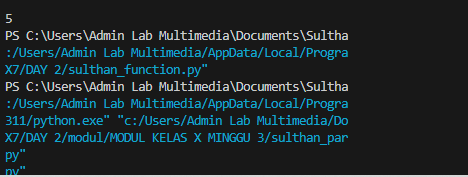 5
PS C:\Users\Admin Lab Multimedia\Documents\Sultha
:/Users/Admin Lab Multimedia/AppData/Local/Progra
X7/DAY 2/sulthan_function.py"
PS C:\Users\Admin Lab Multimedia\Documents\Sultha
:/Users/Admin Lab Multimedia/AppData/Local/Progra
311/python.exe" "c:/Users/Admin Lab Multimedia/Do
X7/DAY 2/modul/MODUL KELAS X MINGGU 3/sulthan_par
py"
py"